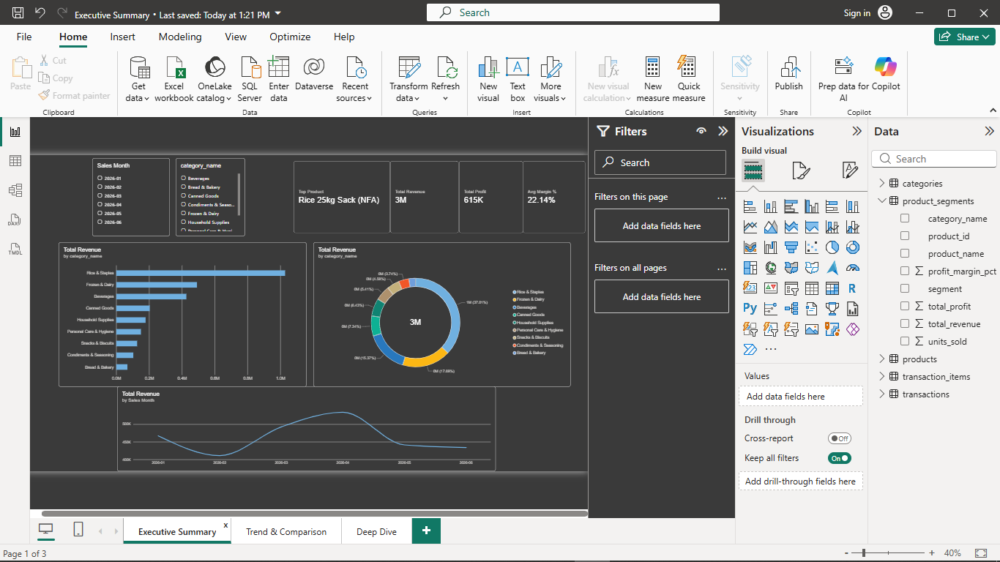 Executive Summary • Last saved: Today at 1:21 PM
Search
Sign in
File
Home
Insert
Modeling
View
Optimize
Help
Share
Paste
Cut
Copy
Format painter
Clipboard
Get data
Excel workbook
OneLake catalog
SQL Server
Enter data
Dataverse
Recent sources
Data
Transform data
Refresh
Queries
New visual
Text box
More visuals
Insert
New visual calculation
New measure
Quick measure
Calculations
Sensitivity
Sensitivity
Publish
Share
Prep data for AI
Copilot
Copilot
DAX
TMDL
Sales Month
2026-01
2026-02
2026-03
2026-04
2026-05
2026-06
category_name
Beverages
Bread & Bakery
Canned Goods
Condiments & Seaso...
Frozen & Dairy
Household Supplies
Top Product
Rice 25kg Sack (NFA)
Total Revenue
3M
Total Profit
615K
Avg Margin %
22.14%
Total Revenue
by category_name
Rice & Staples
Frozen & Dairy
Beverages
Canned Goods
Household Supplies
Personal Care & Hygiene
Snacks & Biscuits
Condiments & Seasoning
Bread & Bakery
0.0M 0.2M 0.4M 0.6M 0.8M 1.0M
Total Revenue
by category_name
0M (3.74%)
0M (5.41%)
0M (6.43%)
0M (7.34%)
0M (15.37%)
1M (37.01%)
3M
Rice & Staples
Frozen & Dairy
Beverages
Canned Goods
Household Supplies
Personal Care & Hygiene
Snacks & Biscuits
Condiments & Seasoning
Bread & Bakery
Total Revenue
by Sales Month
500K
450K
400K
2026-01 2026-02 2026-03 2026-04 2026-05 2026-06
Filters
Search
Filters on this page
...
Add data fields here
Filters on all pages
...
Add data fields here
Visualizations
Build visual
123
R
Py
...
Values
Add data fields here
Drill through
Cross-report
Off
Keep all filters
On
Add drill-through fields here
Data
Search
categories
product_segments
category_name
product_id
product_name
profit_margin_pct
segment
total_profit
total_revenue
units_sold
products
transaction_items
transactions
Executive Summary
x
Trend & Comparison
Deep Dive
+
Page 1 of 3
- + 40%